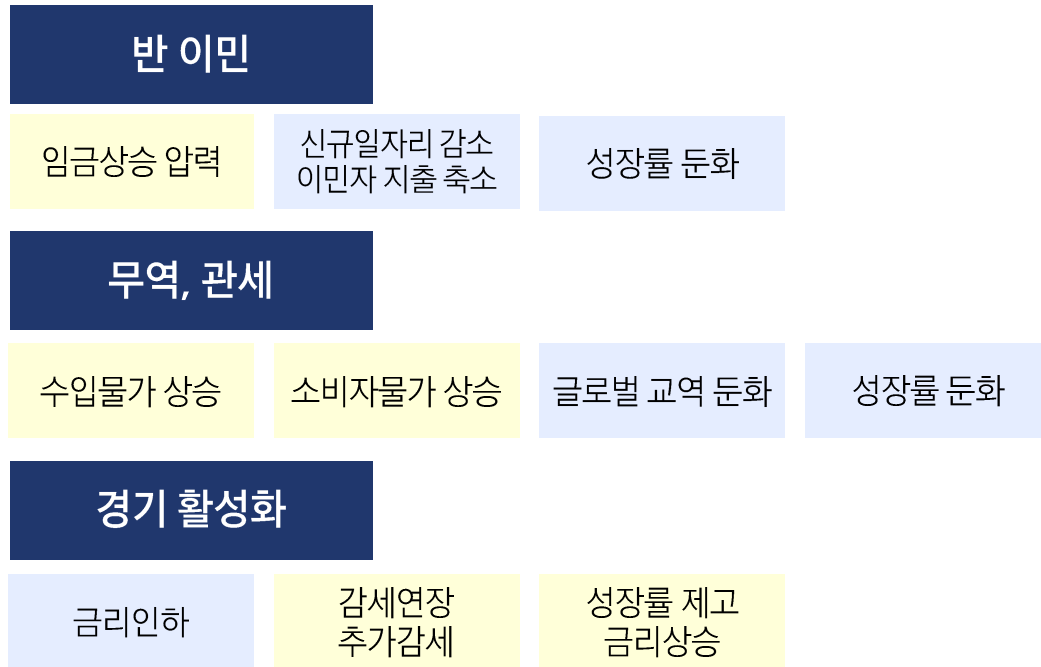 반 이민
임금상승 압력
신규일자리 감소
이민자 지출 축소
성장률 둔화
무역, 관세
수입물가 상승
소비자물가 상승
글로벌 교역 둔화
성장률 둔화
경기 활성화
금리인하
감세연장
추가감세
성장률 제고
금리상승